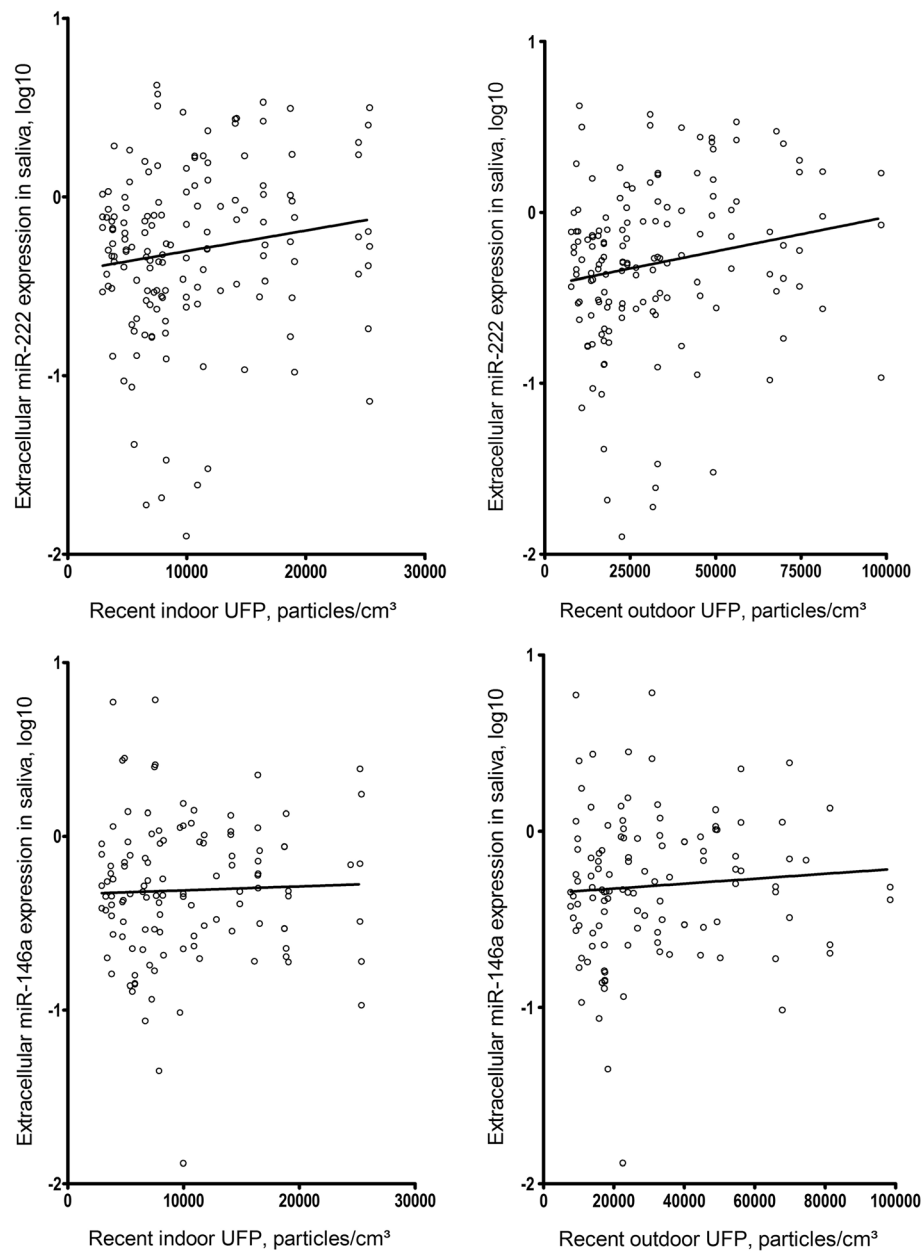 1
0
-1
-2
Extracellular miR-222 expression in saliva, log10
0 10000 20000 30000
Recent indoor UFP, particles/cm³
1
0
-1
-2
Extracellular miR-222 expression in saliva, log10
0 25000 50000 75000 100000
Recent outdoor UFP, particles/cm³
1
0
-1
-2
Extracellular miR-146a expression in saliva, log10
0 10000 20000 30000
Recent indoor UFP, particles/cm³
1
0
-1
-2
Extracellular miR-146a expression in saliva, log10
0 20000 40000 60000 80000 100000
Recent outdoor UFP, particles/cm³